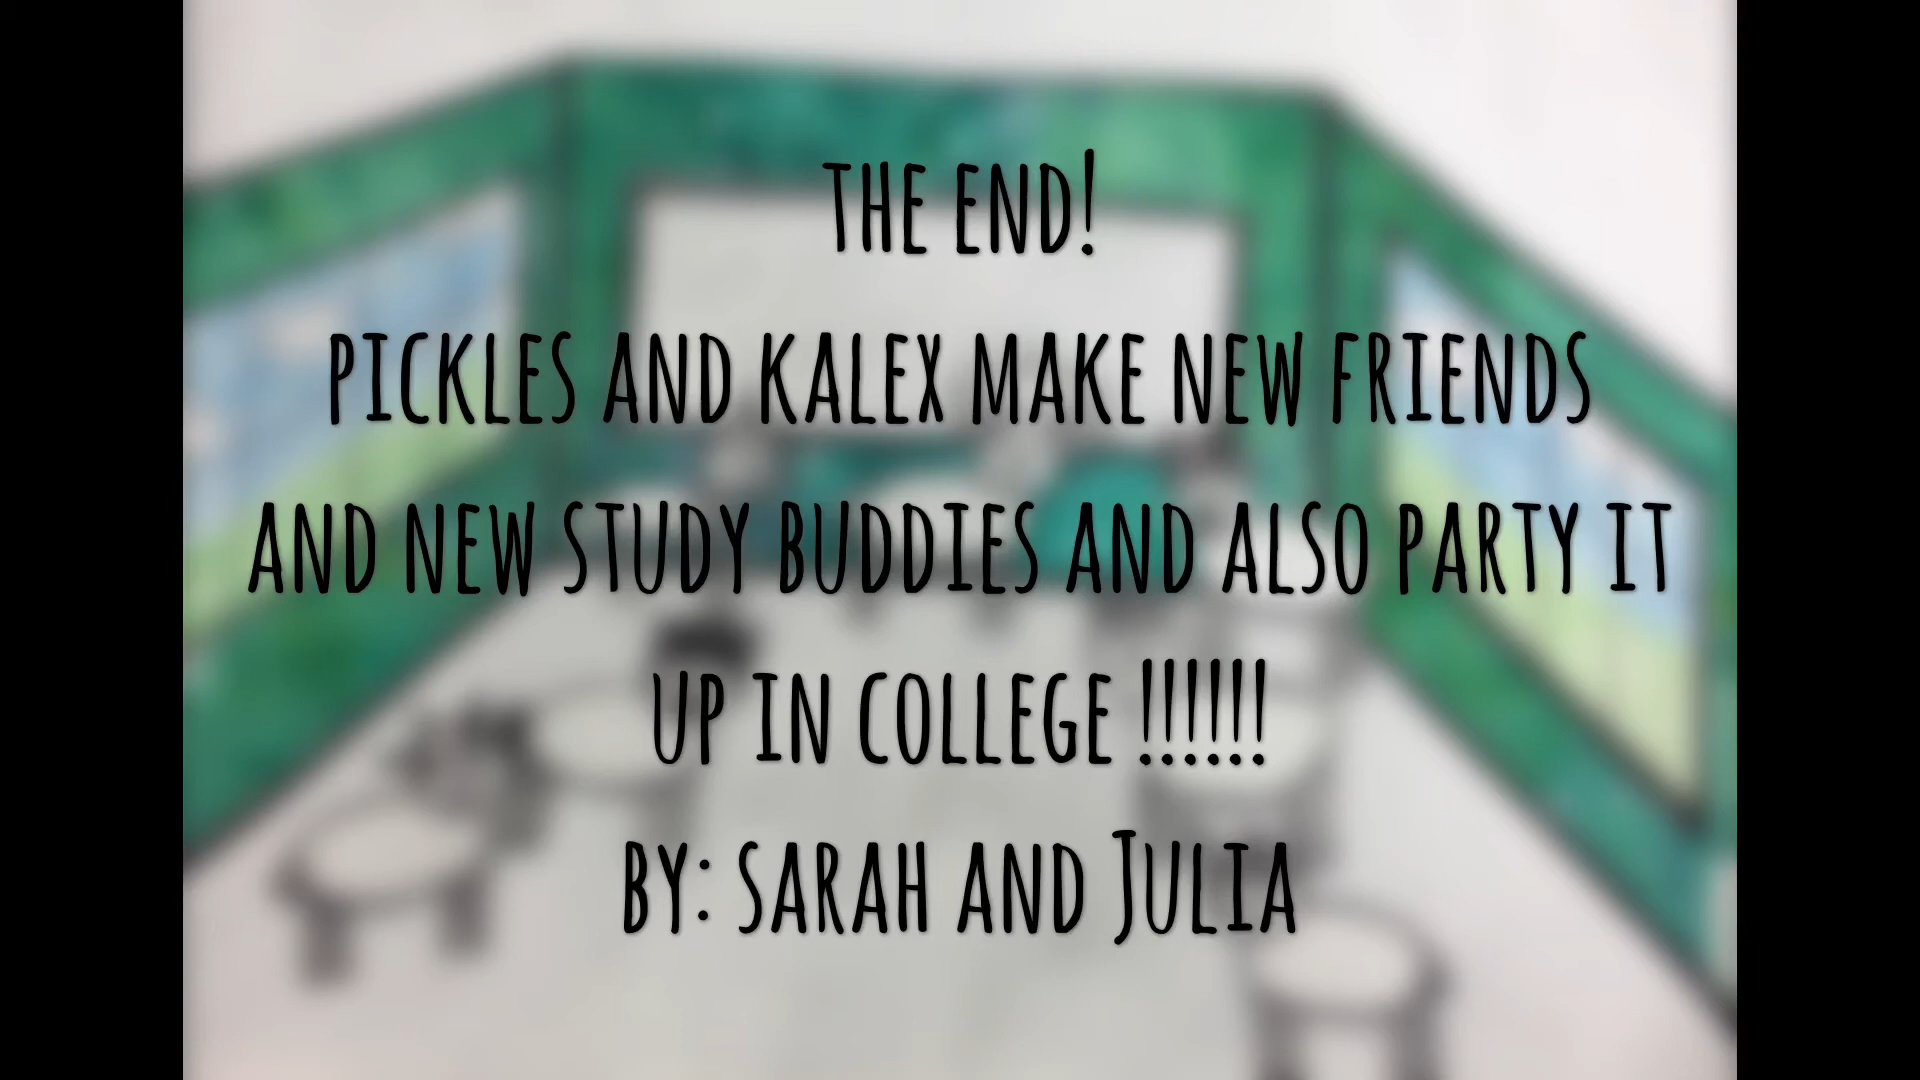 THE END!
PICKLES AND KALEX MAKE NEW FRIENDS
AND NEW STUDY BUDDIES AND ALSO PARTY IT
UP IN COLLEGE !!!!!!
BY: SARAH AND JULIA